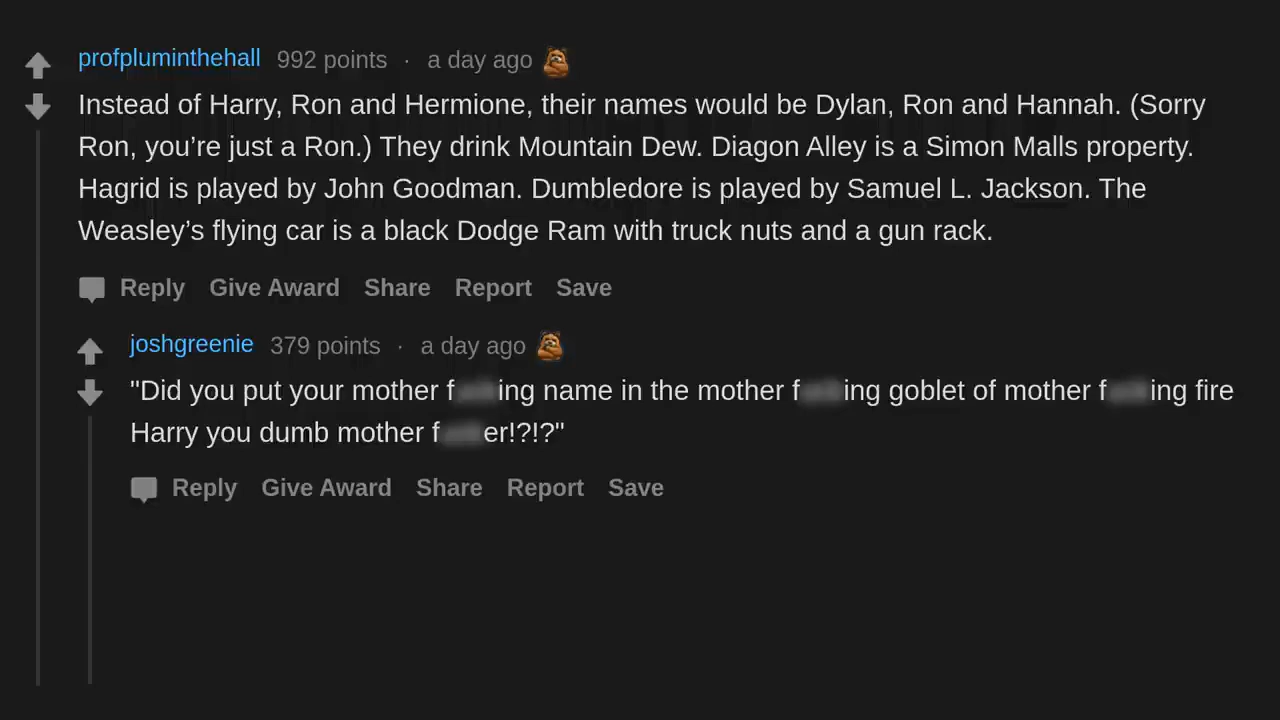 profpluminthehall 992 points · a day ago
Instead of Harry, Ron and Hermione, their names would be Dylan, Ron and Hannah. (Sorry
Ron, you’re just a Ron.) They drink Mountain Dew. Diagon Alley is a Simon Malls property.
Hagrid is played by John Goodman. Dumbledore is played by Samuel L. Jackson. The
Weasley’s flying car is a black Dodge Ram with truck nuts and a gun rack.
Reply Give Award Share Report Save
joshgreenie 379 points · a day ago
"Did you put your mother f ing name in the mother f ing goblet of mother f ing fire
Harry you dumb mother f er!?!?"
Reply Give Award Share Report Save